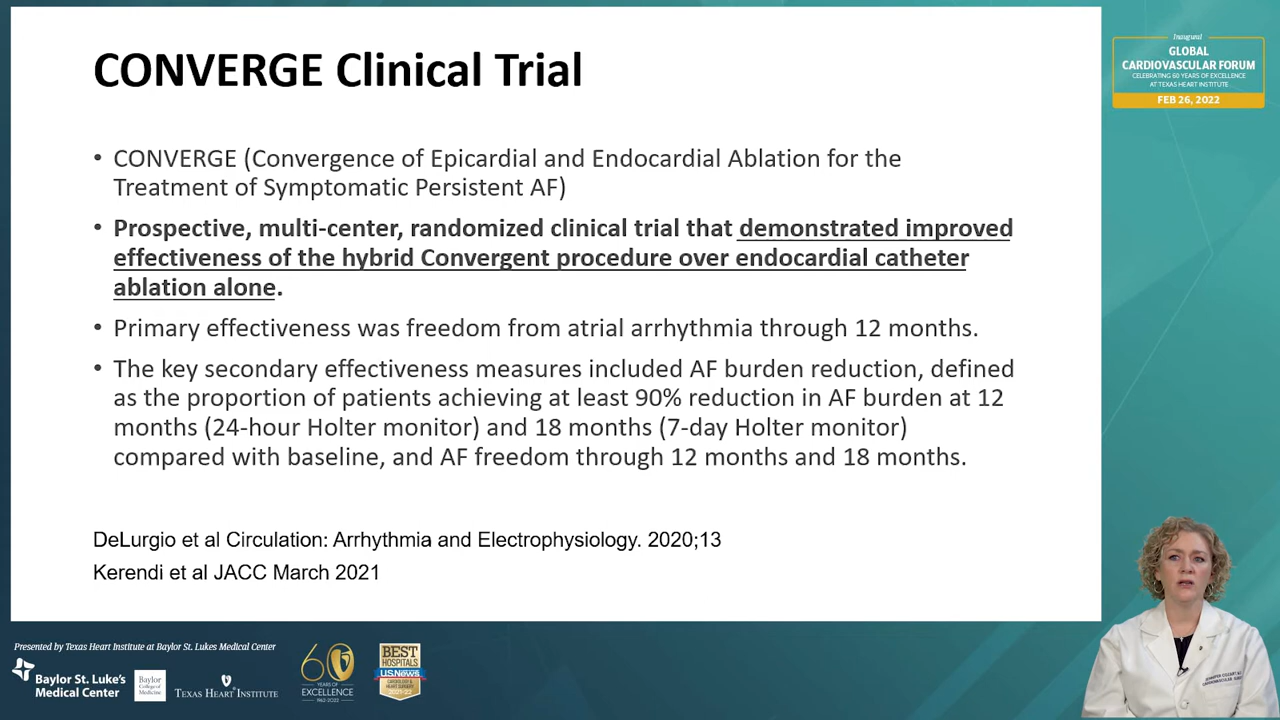 CONVERGE Clinical Trial
• CONVERGE (Convergence of Epicardial and Endocardial Ablation for the
Treatment of Symptomatic Persistent AF)
• Prospective, multi-center, randomized clinical trial that demonstrated improved
effectiveness of the hybrid Convergent procedure over endocardial catheter
ablation alone.
• Primary effectiveness was freedom from atrial arrhythmia through 12 months.
• The key secondary effectiveness measures included AF burden reduction, defined
as the proportion of patients achieving at least 90% reduction in AF burden at 12
months (24-hour Holter monitor) and 18 months (7-day Holter monitor)
compared with baseline, and AF freedom through 12 months and 18 months.
DeLurgio et al Circulation: Arrhythmia and Electrophysiology. 2020;13
Kerendi et al JACC March 2021
Inaugural
GLOBAL
CARDIOVASCULAR FORUM
CELEBRATING 60 YEARS OF EXCELLENCE
AT TEXAS HEART INSTITUTE
FEB 26, 2022
Presented by Texas Heart Institute at Baylor St. Lukes Medical Center
Baylor St. Luke's
Medical Center
Baylor
College of
Medicine
TEXAS HEART INSTITUTE
60
YEARS OF
EXCELLENCE
1962-2022
BEST
HOSPITALS
U.S. News
CARDIOLOGY &
HEART SURGERY
2021-22